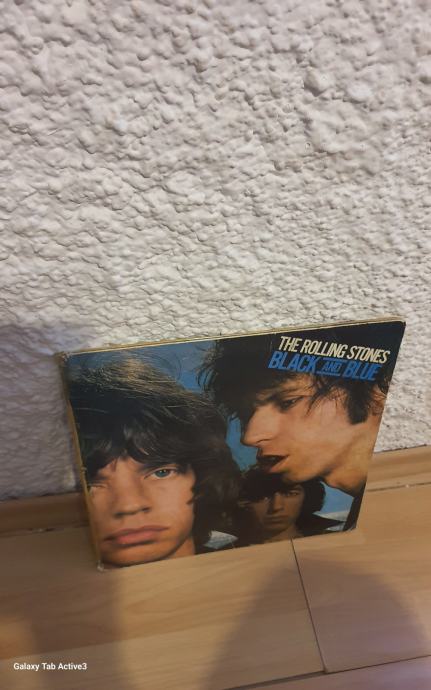 THE ROLLING STONES
BLACK AND BLUE
Galaxy Tab Active3